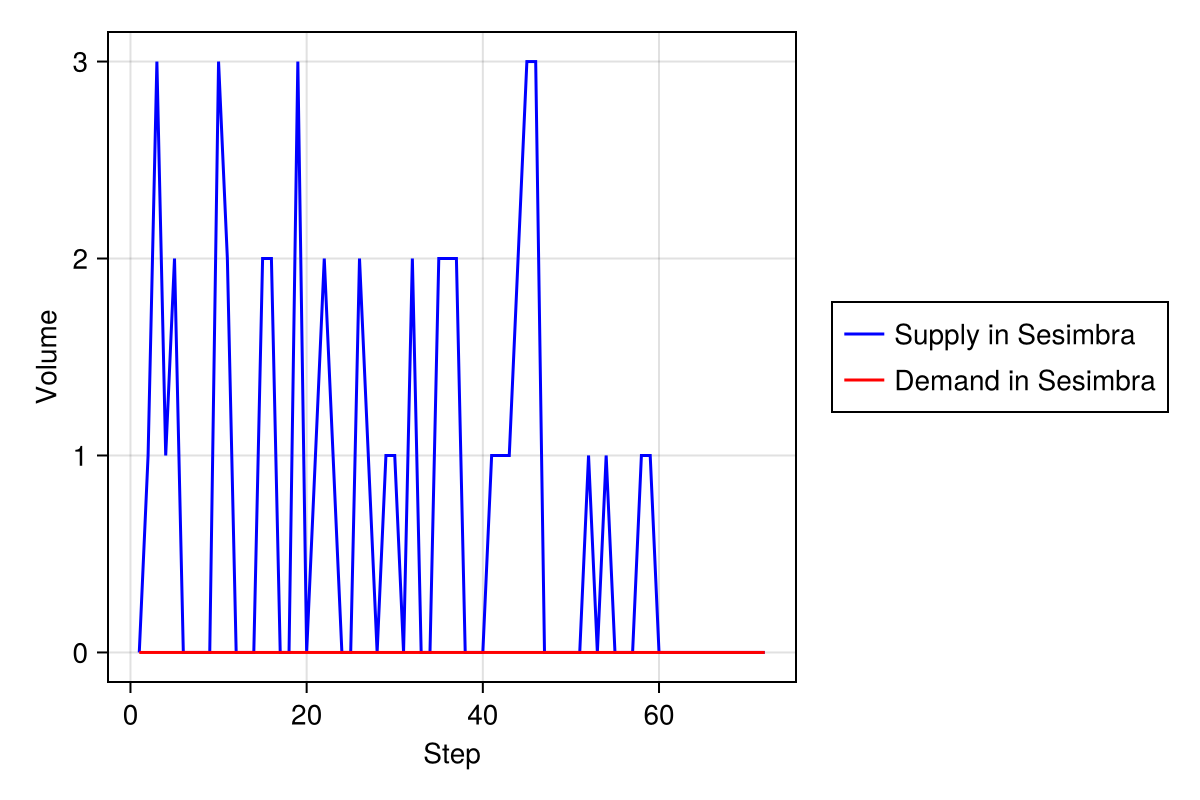 3
2
1
0
Volume
0 20 40 60
Step
Supply in Sesimbra
Demand in Sesimbra